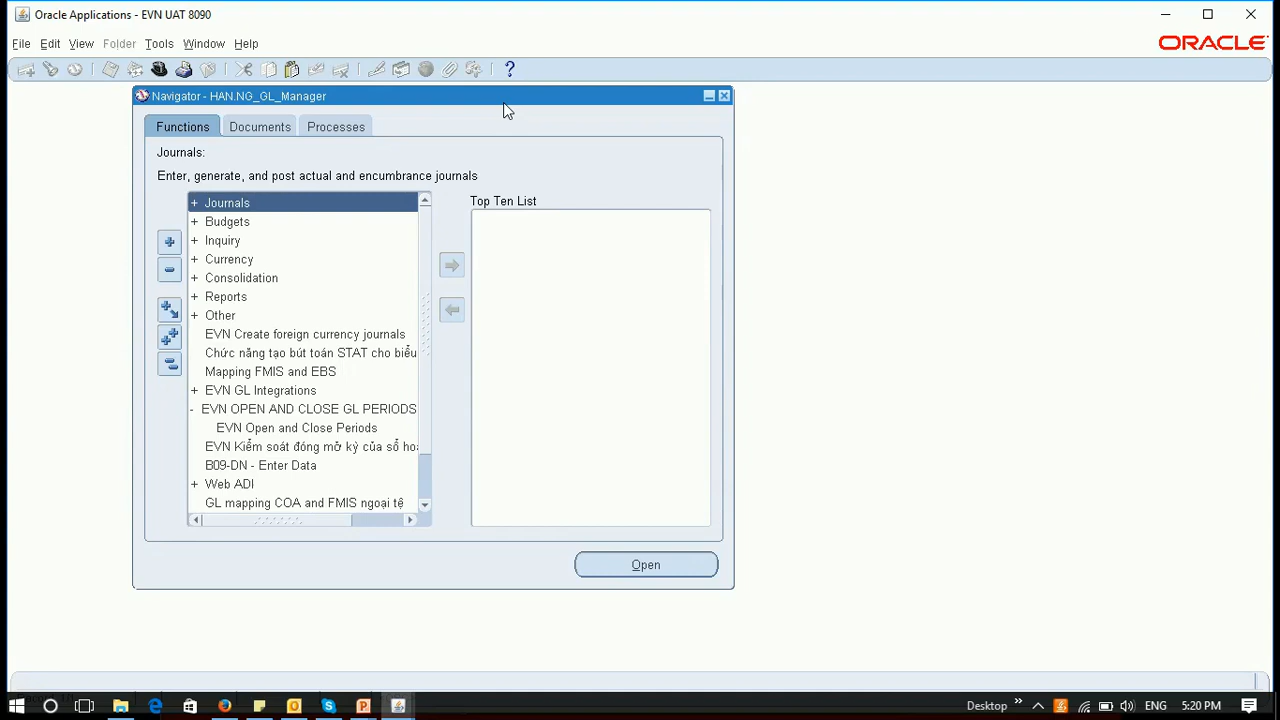 Oracle Applications - EVN UAT 8090
File Edit View Folder Tools Window Help
ORACLE
Navigator - HAN.NG_GL_Manager
Functions Documents Processes
Journals:
Enter, generate, and post actual and encumbrance journals
Top Ten List
+ Journals
+ Budgets
+ Inquiry
+ Currency
+ Consolidation
+ Reports
+ Other
EVN Create foreign currency journals
Chức năng tạo bút toán STAT cho biểu
Mapping FMIS and EBS
+ EVN GL Integrations
- EVN OPEN AND CLOSE GL PERIODS
EVN Open and Close Periods
EVN Kiểm soát đóng mở kỳ của sổ
B09-DN - Enter Data
+ Web ADI
GL mapping COA and FMIS ngoại tệ
Open
Desktop
ENG
5:20 PM